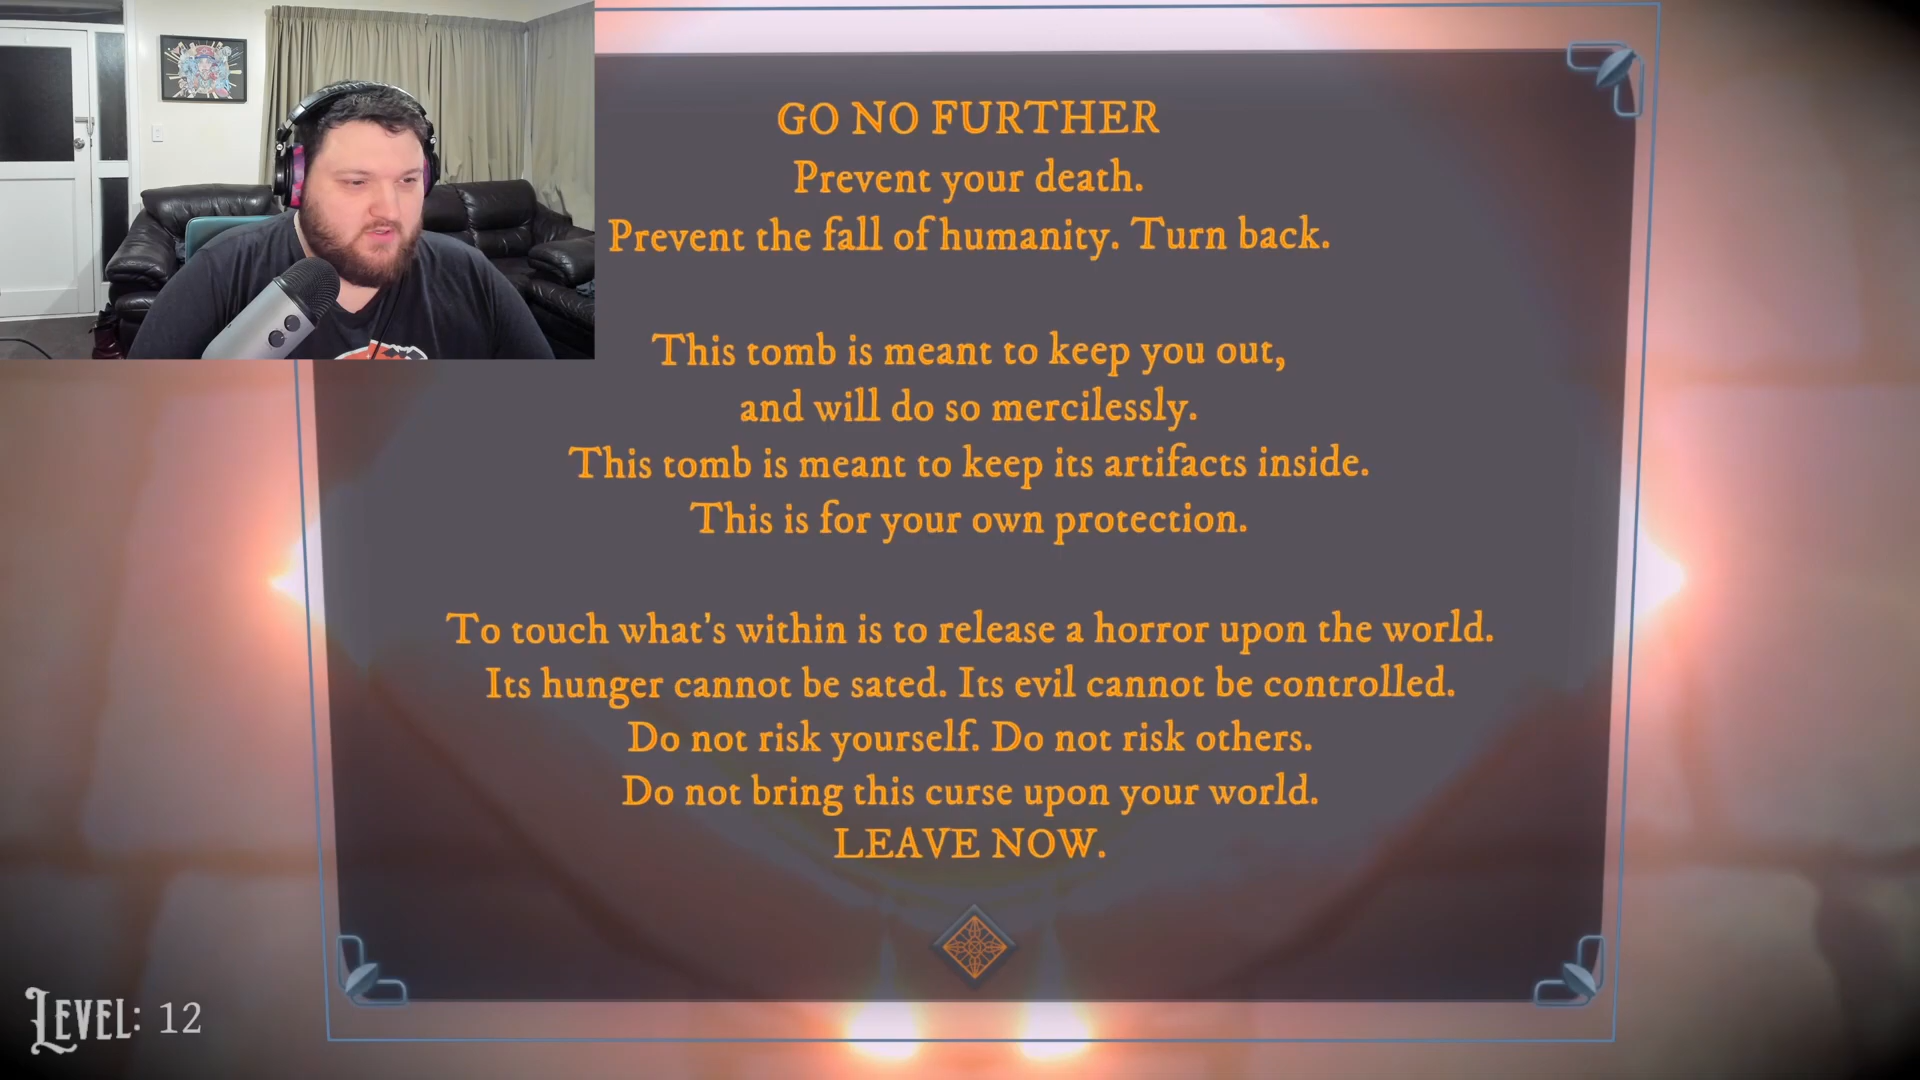 GO NO FURTHER
Prevent your death.
Prevent the fall of humanity. Turn back.
This tomb is meant to keep you out,
and will do so mercilessly.
This tomb is meant to keep its artifacts inside.
This is for your own protection.
To touch what's within is to release a horror upon the world.
Its hunger cannot be sated. Its evil cannot be controlled.
Do not risk yourself. Do not risk others.
Do not bring this curse upon your world.
LEAVE NOW.
LEVEL: 12